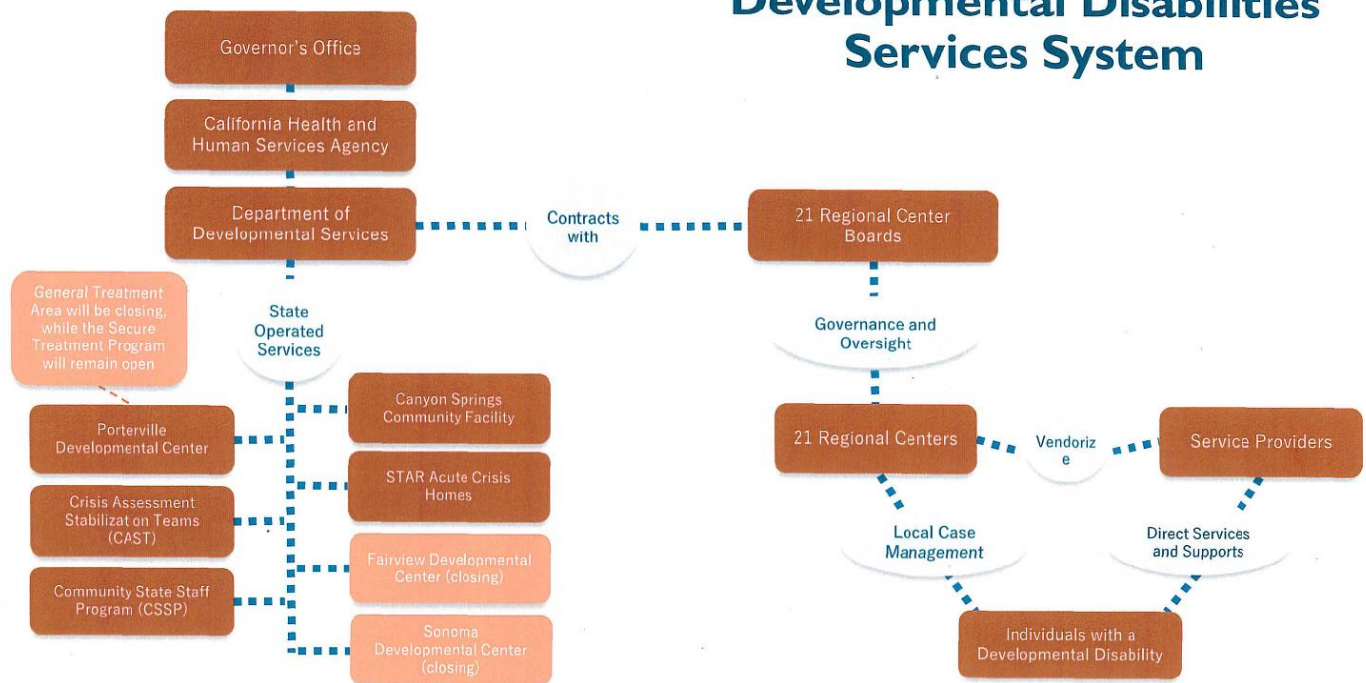 Developmental Disabilities
Services System
Governor's Office
California Health and
Human Services Agency
Department of
Developmental Services
Contracts
with
21 Regional Center
Boards
General Treatment
Area will be closing,
while the Secure
Treatment Program
will remain open
State
Operated
Services
Governance and
Oversight
Porterville
Developmental Center
Canyon Springs
Community Facility
21 Regional Centers
Vendoriz
e
Service Providers
Crisis Assessment
Stabilizat on Teams
(CAST)
STAR Acute Crisis
Homes
Local Case
Management
Direct Services
and Supports
Fairview Developmental
Center (closing)
Community State Staff
Program (CSSP)
Sonoma
Developmental Center
(closing)
Individuals with a
Developmental Disability